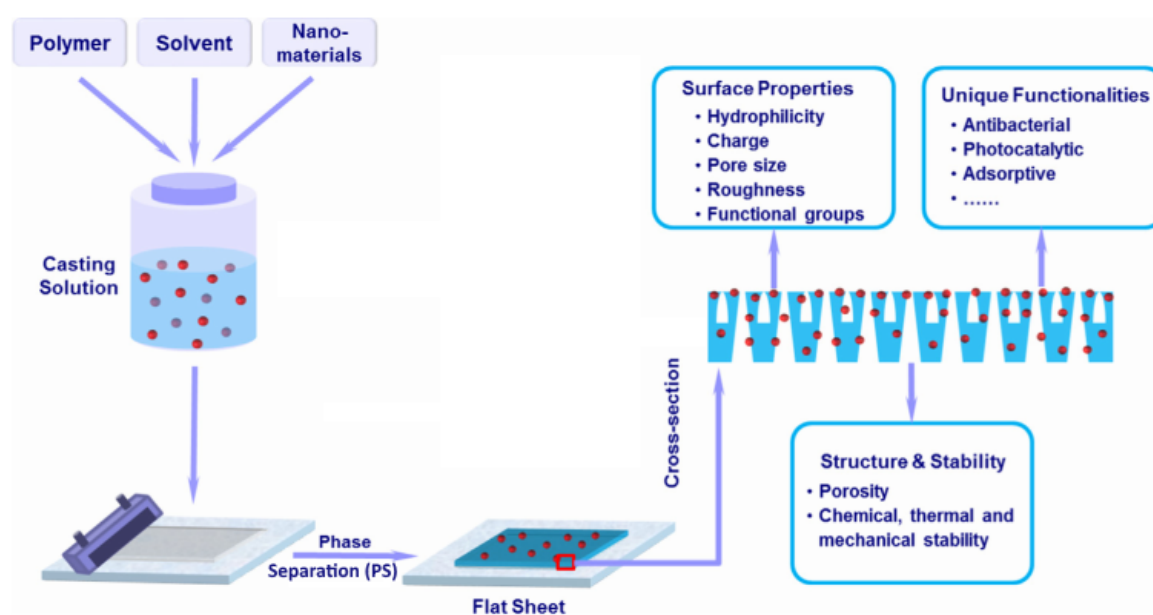 Polymer
Solvent
Nano-
materials
Casting
Solution
Phase
Separation (PS)
Flat Sheet
Cross-section
Surface Properties
• Hydrophilicity
• Charge
• Pore size
• Roughness
• Functional groups
Unique Functionalities
• Antibacterial
• Photocatalytic
• Adsorptive
• ......
Structure & Stability
• Porosity
• Chemical, thermal and
mechanical stability